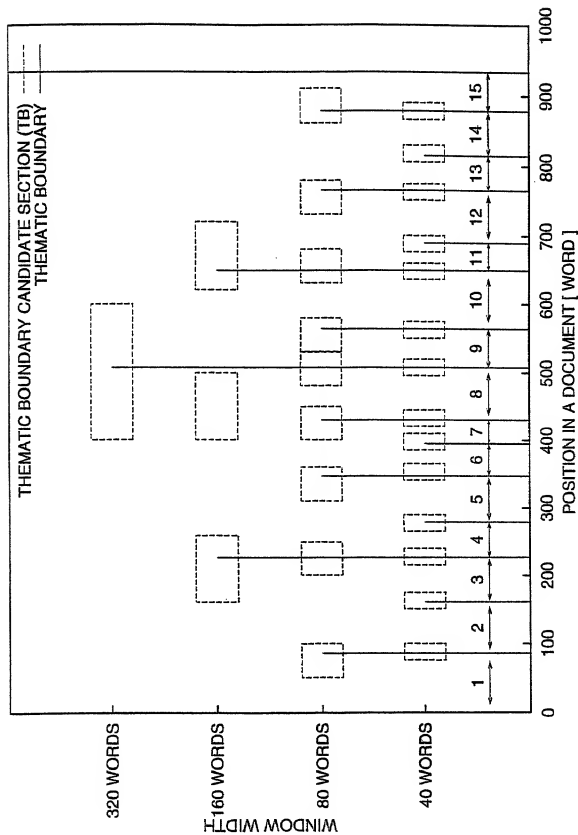 THEMATIC BOUNDARY CANDIDATE SECTION (TB)
THEMATIC BOUNDARY
WINDOW WIDTH
320 WORDS
160 WORDS
80 WORDS
40 WORDS
1 2 3 4 5 6 7 8 9 10 11 12 13 14 15
0 100 200 300 400 500 600 700 800 900 1000
POSITION IN A DOCUMENT [ WORD ]